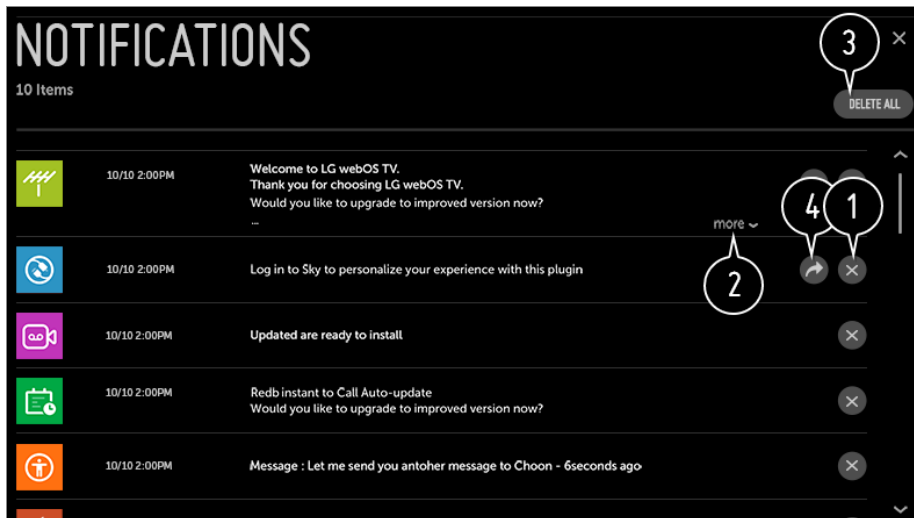 NOTIFICATIONS
3
10 Items
DELETE ALL
10/10 2:00PM
Welcome to LG webOS TV.
Thank you for choosing LG webOS TV.
Would you like to upgrade to improved version now?
...
more
4
1
10/10 2:00PM
Log in to Sky to personalize your experience with this plugin
2
10/10 2:00PM
Updated are ready to install
10/10 2:00PM
Redb instant to Call Auto-update
Would you like to upgrade to improved version now?
10/10 2:00PM
Message : Let me send you antoher message to Choon - 6seconds ago